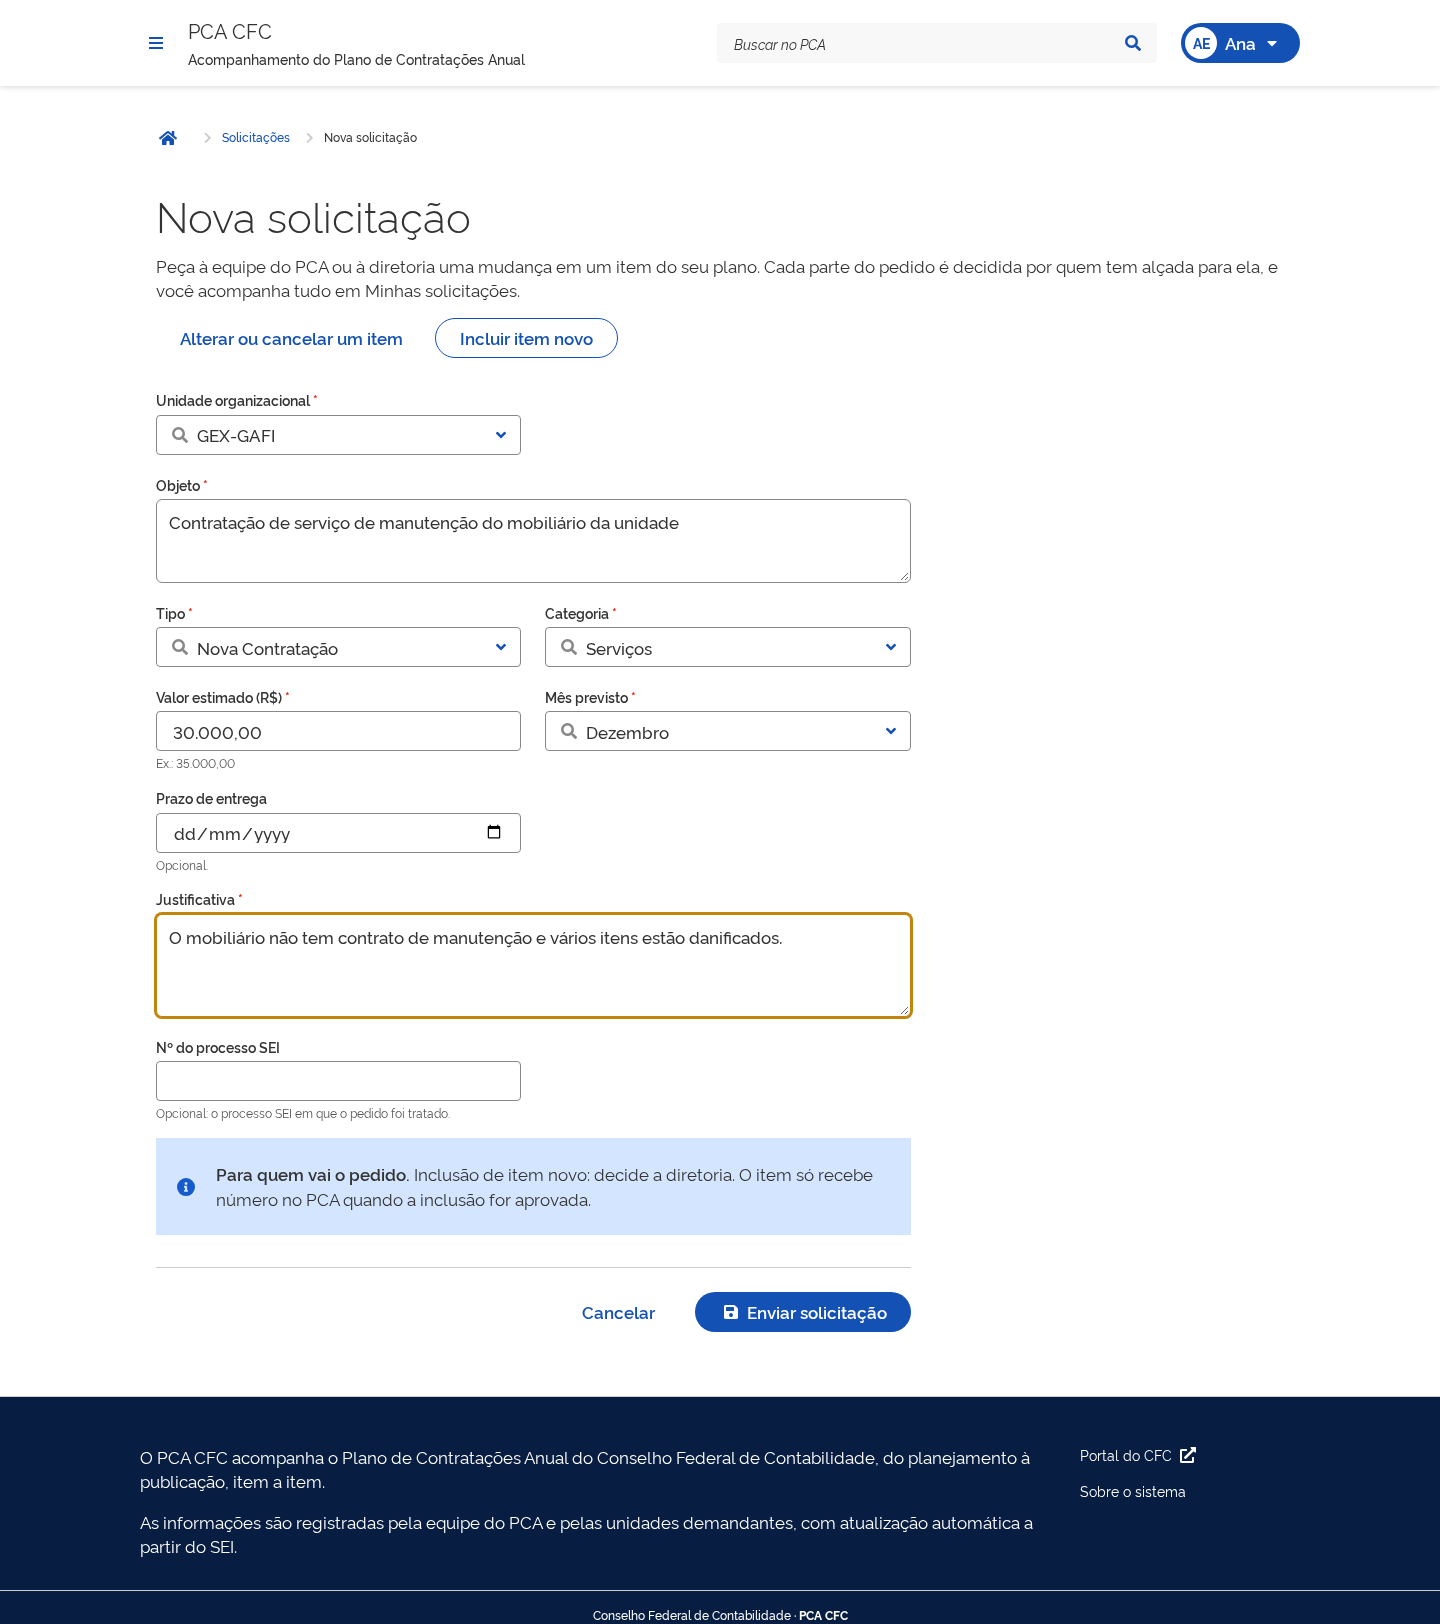 PCA CFC
Acompanhamento do Plano de Contratações Anual
Buscar no PCA
AE Ana
Solicitações Nova solicitação
Nova solicitação
Peça à equipe do PCA ou à diretoria uma mudança em um item do seu plano. Cada parte do pedido é decidida por quem tem alçada para ela, e
você acompanha tudo em Minhas solicitações.
Alterar ou cancelar um item Incluir item novo
Unidade organizacional *
GEX-GAFI
Objeto *
Contratação de serviço de manutenção do mobiliário da unidade
Tipo * Categoria *
Nova Contratação Serviços
Valor estimado (R$) * Mês previsto *
30.000,00 Dezembro
Ex.: 35.000,00
Prazo de entrega
dd/mm/yyyy
Opcional.
Justificativa *
O mobiliário não tem contrato de manutenção e vários itens estão danificados.
Nº do processo SEI
Opcional: o processo SEI em que o pedido foi tratado.
Para quem vai o pedido. Inclusão de item novo: decide a diretoria. O item só recebe
número no PCA quando a inclusão for aprovada.
Cancelar Enviar solicitação
O PCA CFC acompanha o Plano de Contratações Anual do Conselho Federal de Contabilidade, do planejamento à
publicação, item a item.
As informações são registradas pela equipe do PCA e pelas unidades demandantes, com atualização automática a
partir do SEI.
Portal do CFC
Sobre o sistema
Conselho Federal de Contabilidade · PCA CFC